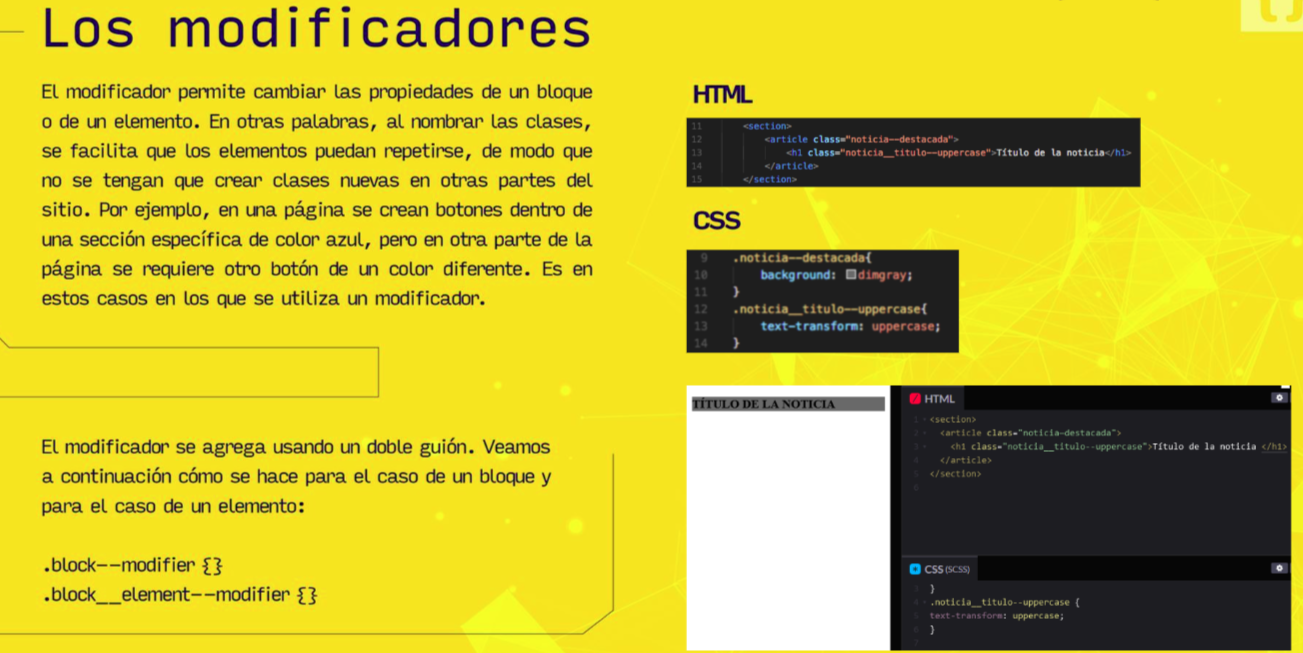 Los modificadores
El modificador permite cambiar las propiedades de un bloque
o de un elemento. En otras palabras, al nombrar las clases,
se facilita que los elementos puedan repetirse, de modo que
no se tengan que crear clases nuevas en otras partes del
sitio. Por ejemplo, en una página se crean botones dentro de
una sección específica de color azul, pero en otra parte de la
página se requiere otro botón de un color diferente. Es en
estos casos en los que se utiliza un modificador.
El modificador se agrega usando un doble guión. Veamos
a continuación cómo se hace para el caso de un bloque y
para el caso de un elemento:
.block--modifier {}
.block__element--modifier {}
HTML
11 <section>
12 <article class="noticia--destacada">
13 <h1 class="noticia__titulo--uppercase">Título de la noticia</h1>
14 </article>
15 </section>
CSS
9 .noticia--destacada{
10 background: dimgray;
11 }
12 .noticia__titulo--uppercase{
13 text-transform: uppercase;
14 }
TÍTULO DE LA NOTICIA
HTML
1 <section>
2 <article class="noticia-destacada">
3 <h1 class="noticia__titulo--uppercase">Título de la noticia </h1>
4 </article>
5 </section>
6
CSS (SCSS)
3 }
4 .noticia__titulo--uppercase {
5 text-transform: uppercase;
6 }
7